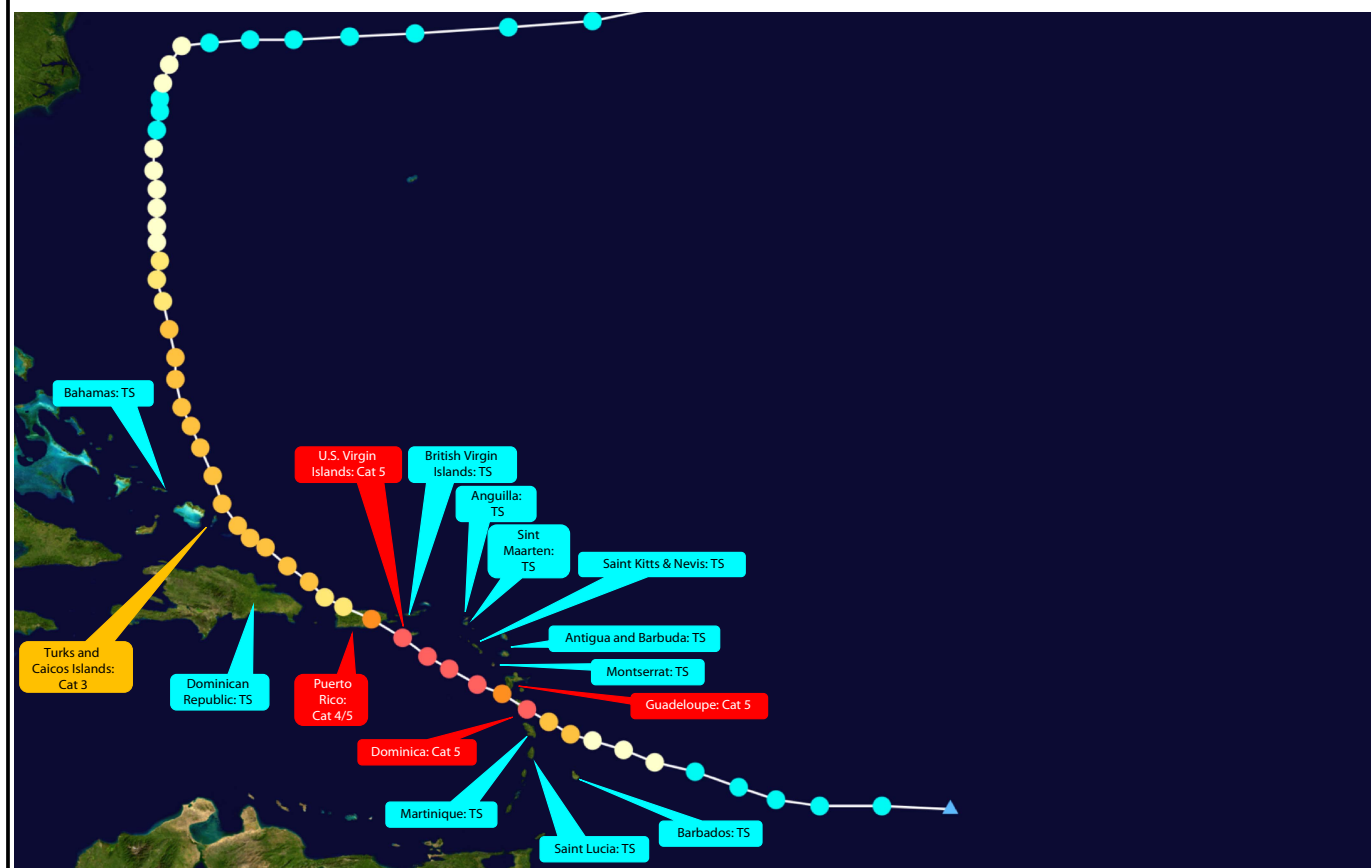 Bahamas: TS
U.S. Virgin
Islands: Cat 5
British Virgin
Islands: TS
Anguilla:
TS
Sint
Maarten:
TS
Saint Kitts & Nevis: TS
Antigua and Barbuda: TS
Turks and
Caicos Islands:
Cat 3
Dominican
Republic: TS
Puerto
Rico:
Cat 4/5
Montserrat: TS
Guadeloupe: Cat 5
Dominica: Cat 5
Martinique: TS
Barbados: TS
Saint Lucia: TS